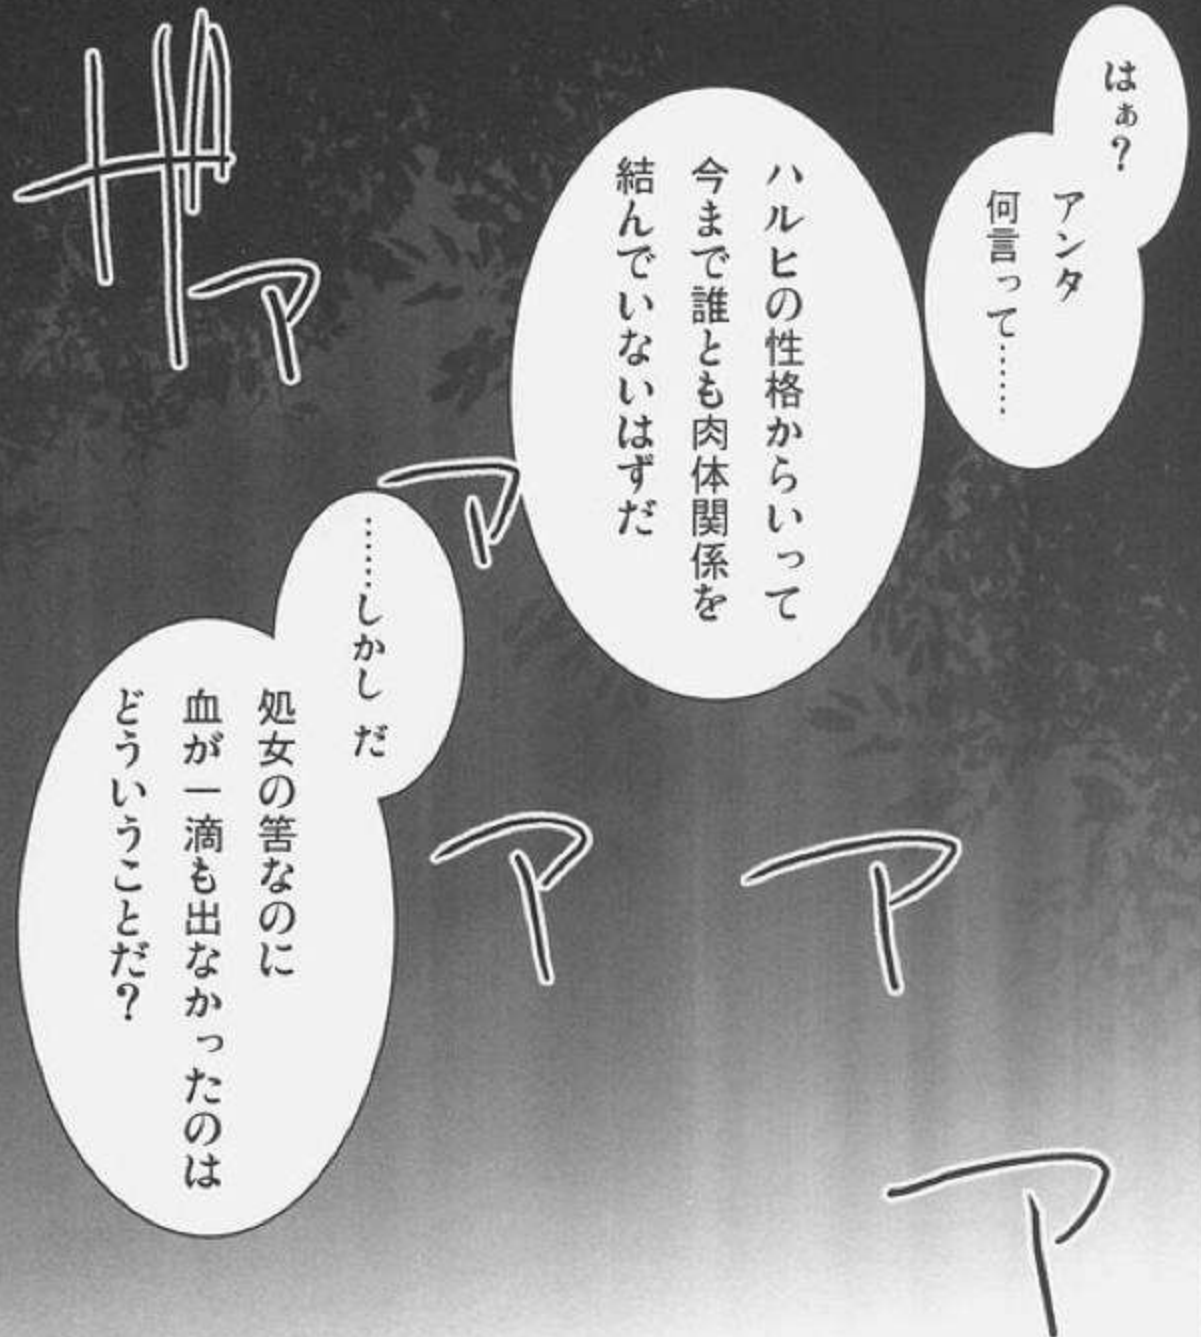 はぁ?
アンタ
何言って……
ハルヒの性格からいって
今まで誰とも肉体関係を
結んでいないはずだ
ザァァァァァ
……しかしだ
処女の筈なのに
血が一滴も出なかったのは
どういうことだ?